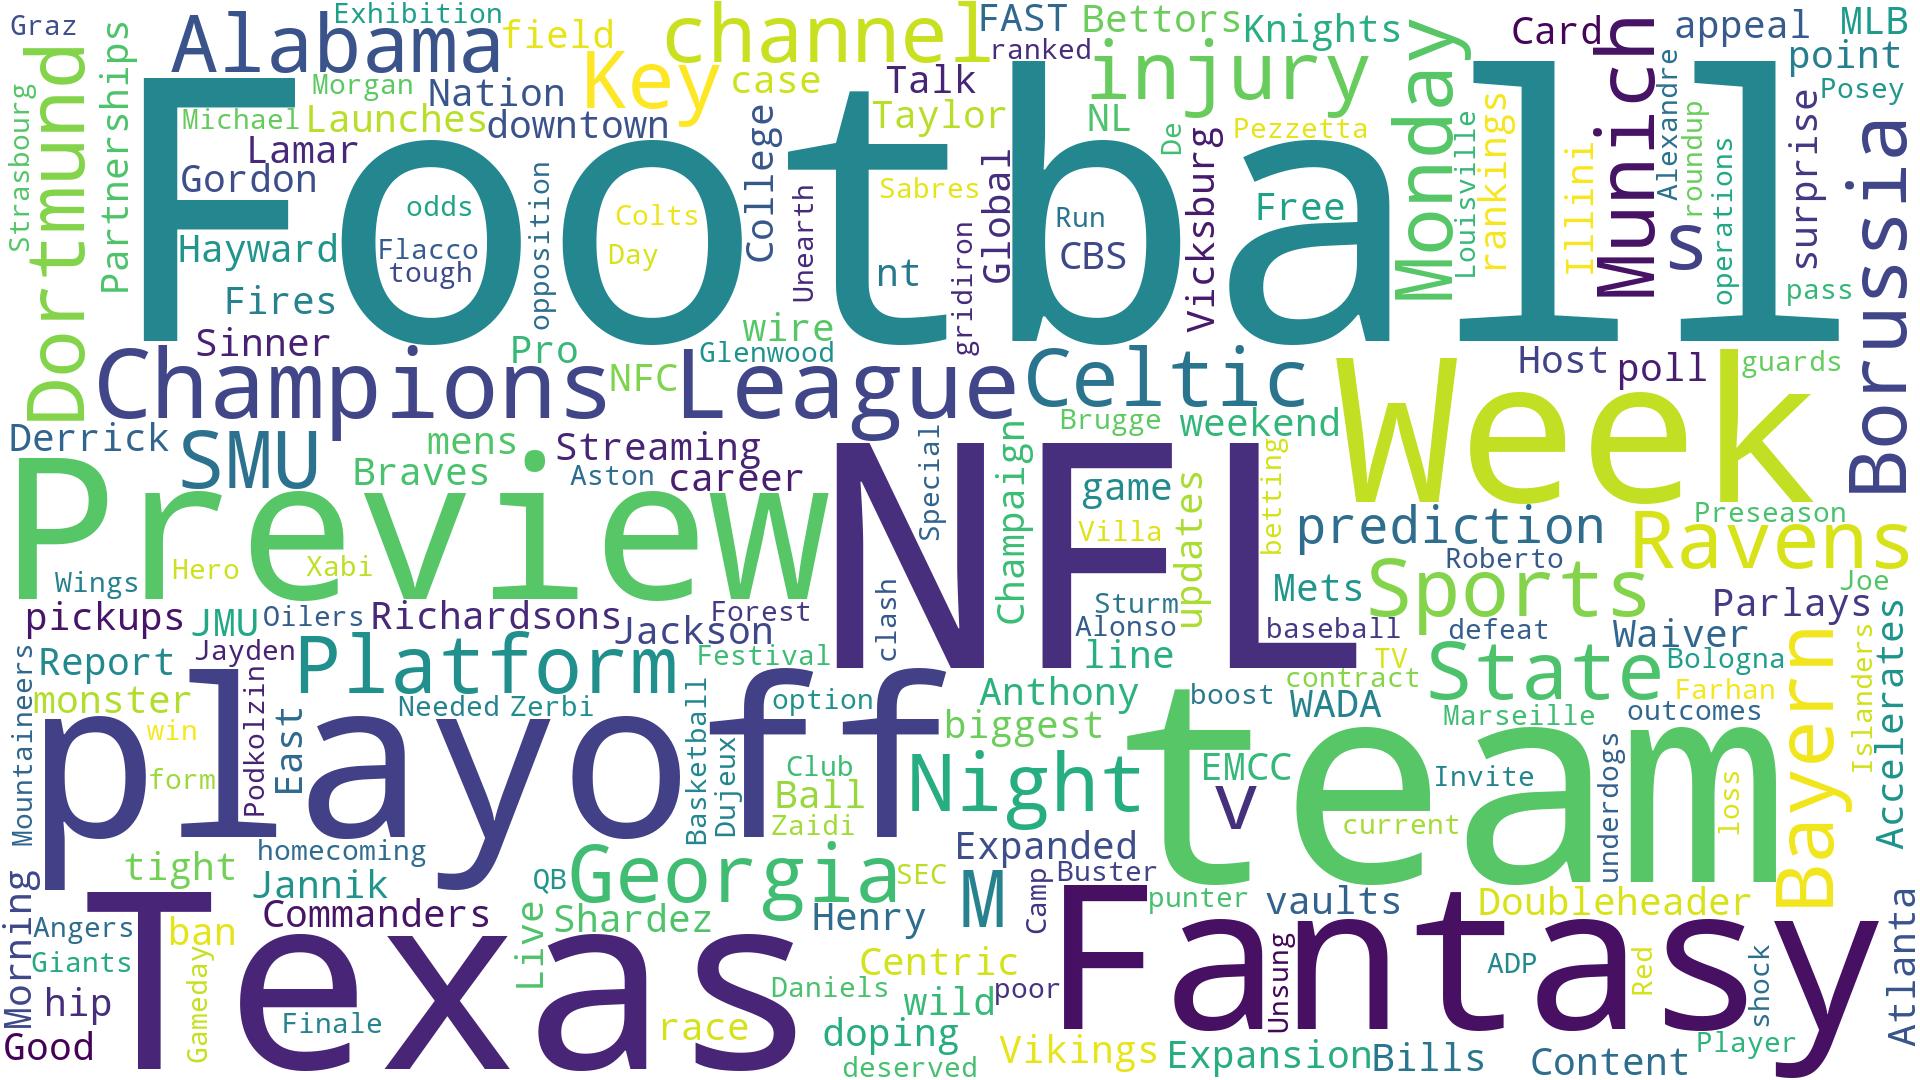 Graz
Exhibition
Alabama
field
channel
FAST
ranked
Bettors
Knights
Card
appeal
MLB
point
Posey
Dortmund
Partnerships
Strasbourg
Morgan
Nation
Key
case
Talk
injury
Monday
Munich
Alexandre
surprise
Borussia
Michael
Launches
downtown
Taylor
NL
De
Pezzetta
Louisville
rankings
Illini
roundup
operations
Football
Lamar
Gordon
odds
opposition
Colts
College
Unearth
Sabres
Global
Run
Vicksburg
Free
s
Hayward
Flacco
tough
Day
nt
gridiron
CBS
pass
Fires
Sinner
Pro
wire
Glenwood
Champions
NFC
League
Celtic
Host
poll
guards
Week
Derrick
SMU
mens
Streaming
Brugge
weekend
Braves
Aston
career
Special
Champaign
game
updates
betting
Preview
NFL
Villa
prediction
Preseason
Ravens
Roberto
Wings
Hero
Xabi
clash
Sturm
Mets
Sports
Joe
pickups
JMU
Oilers
Richardsons
Forest
Jackson
Alonso
baseball
defeat
Waiver
Parlays
Report
Jayden
Platform
Festival
line
TV
contract
State
Bologna
Islanders
Accelerates
Mountaineers
monster
Podkolzin
Needed
Zerbi
Basketball
option
Anthony
boost
WADA
Farhan
Marseille
outcomes
Bayern
win
East
biggest
playoff
team
form
Dujeux
Club
Ball
Zaidi
Night
EMCC
v
Invite
current
underdogs
loss
tight
homecoming
Jannik
QB
Georgia
SEC
Expanded
M
Camp
Buster
punter
vaults
Doubleheader
Morning
Angers
ban
Commanders
Live
Shardez
Henry
Texas
Fantasy
Giants
Gameday
Centric
Unsung
ADP
Red
shock
Atlanta
hip
Finale
Daniels
wild
poor
Good
race
doping
deserved
Vikings
Expansion
Bills
Content
Player